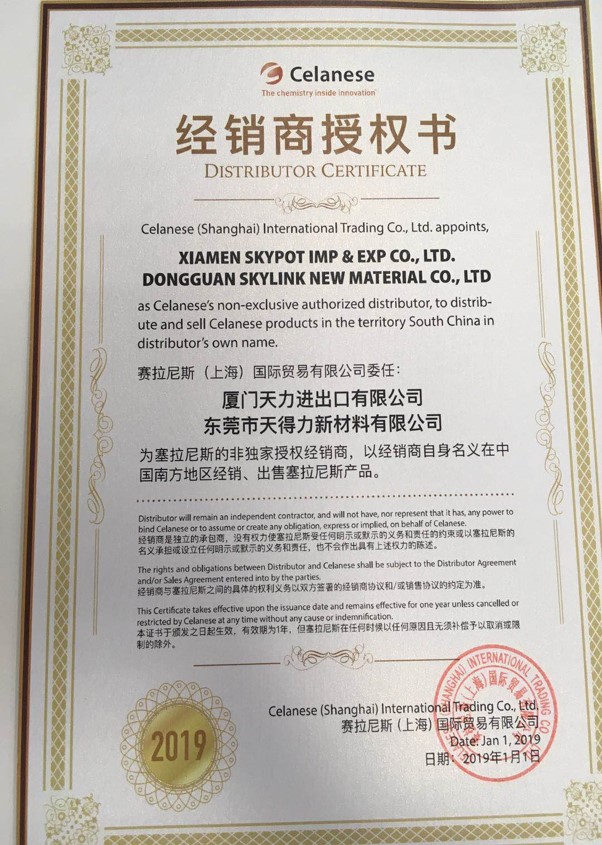 Celanese
The chemistry inside innovation
经销商授权书
DISTRIBUTOR CERTIFICATE
Celanese (Shanghai) International Trading Co., Ltd. appoints,
XIAMEN SKYPOT IMP & EXP CO., LTD.
DONGGUAN SKYLINK NEW MATERIAL CO., LTD
as Celanese's non-exclusive authorized distributor, to distrib-
ute and sell Celanese products in the territory South China in
distributor's own name.
赛拉尼斯（上海）国际贸易有限公司委任：
厦门天力进出口有限公司
东莞市天得力新材料有限公司
为塞拉尼斯的非独家授权经销商，以经销商自身名义在中
国南方地区经销、出售塞拉尼斯产品。
Distributor will remain an independent contractor, and will not have, nor represent that it has, any power to
bind Celanese or to assume or create any obligation, express or implied, on behalf of Celanese.
经销商是独立的承包商，没有权力使塞拉尼斯受任何明示或默示的义务和责任的约束或以塞拉尼斯的
名义承担或设立任何明示或默示的义务和责任，也不会作出具有上述权力的陈述。
The rights and obligations between Distributor and Celanese shall be subject to the Distributor Agreement
and/or Sales Agreement entered into by the parties.
经销商与塞拉尼斯之间的具体的权利义务以双方签署的经销商协议和/或销售协议的约定为准。
This Certificate takes effective upon the issuance date and remains effective for one year unless cancelled or
restricted by Celanese at any time without any cause or indemnification.
本证书于颁发之日起生效，有效期为1年，但塞拉尼斯在任何时候以任何原因且无须补偿予以取消或限
制的除外。
Celanese (Shanghai) International Trading Co., Ltd.
赛拉尼斯（上海）国际贸易有限公司
Date: Jan 1, 2019
日期：2019年1月1日
2019
SHANGHAI INTERNATIONAL TRADING CO